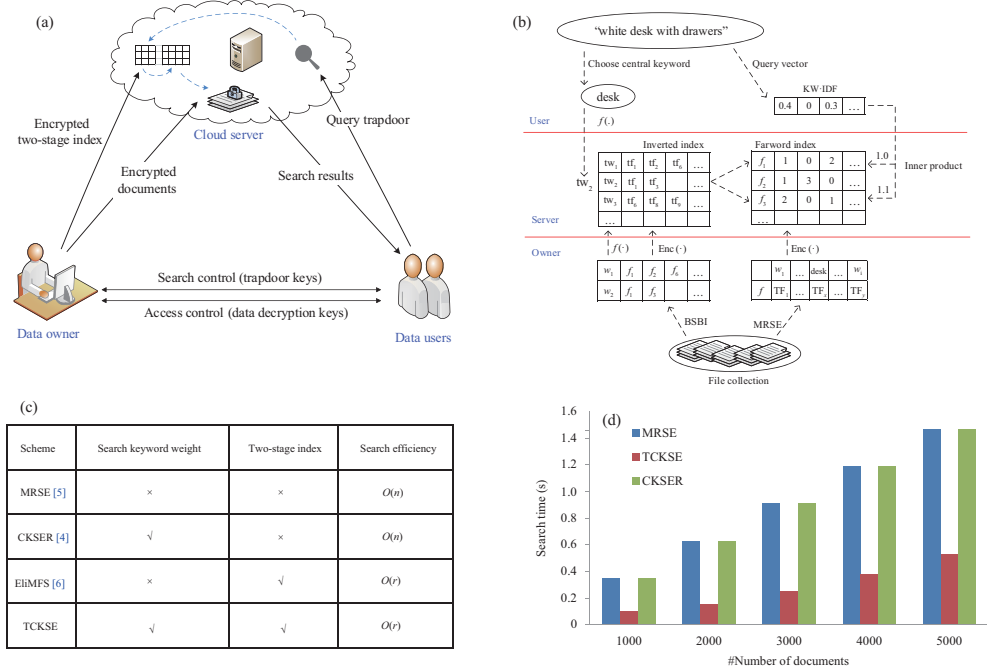 (a)
Encrypted
two-stage index
Encrypted
documents
Cloud server
Query trapdoor
Search results
Search control (trapdoor keys)
Access control (data decryption keys)
Data owner
Data users
(b)
“white desk with drawers”
Choose central keyword
Query vector
desk
KW·IDF
0.4 0 0.3 …
User
f(.)
Inverted index
Farword index
tw1 tf1 tf2 tf6 …
tw2 tf1 tf3 …
tw3 tf6 tf8 tf9 …
…
tw2
f1 1 0 2 …
f2 1 3 0 …
f3 2 0 1 …
…
1.0
Inner product
1.1
Server
Owner
f(·)
Enc (·)
Enc (·)
w1 f1 f2 f6 …
w2 f1 f3 …
w1 … desk … wi
f TF1 … TF … TF
BSBI
MRSE
File collection
(c)
Scheme Search keyword weight Two-stage index Search efficiency
MRSE [5] × × O(n)
CKSER [4] √ × O(n)
EliMFS [6] × √ O(r)
TCKSE √ √ O(r)
(d)
MRSE
TCKSE
CKSER
Search time (s)
1.6
1.4
1.2
1.0
0.8
0.6
0.4
0.2
0
1000 2000 3000 4000 5000
#Number of documents